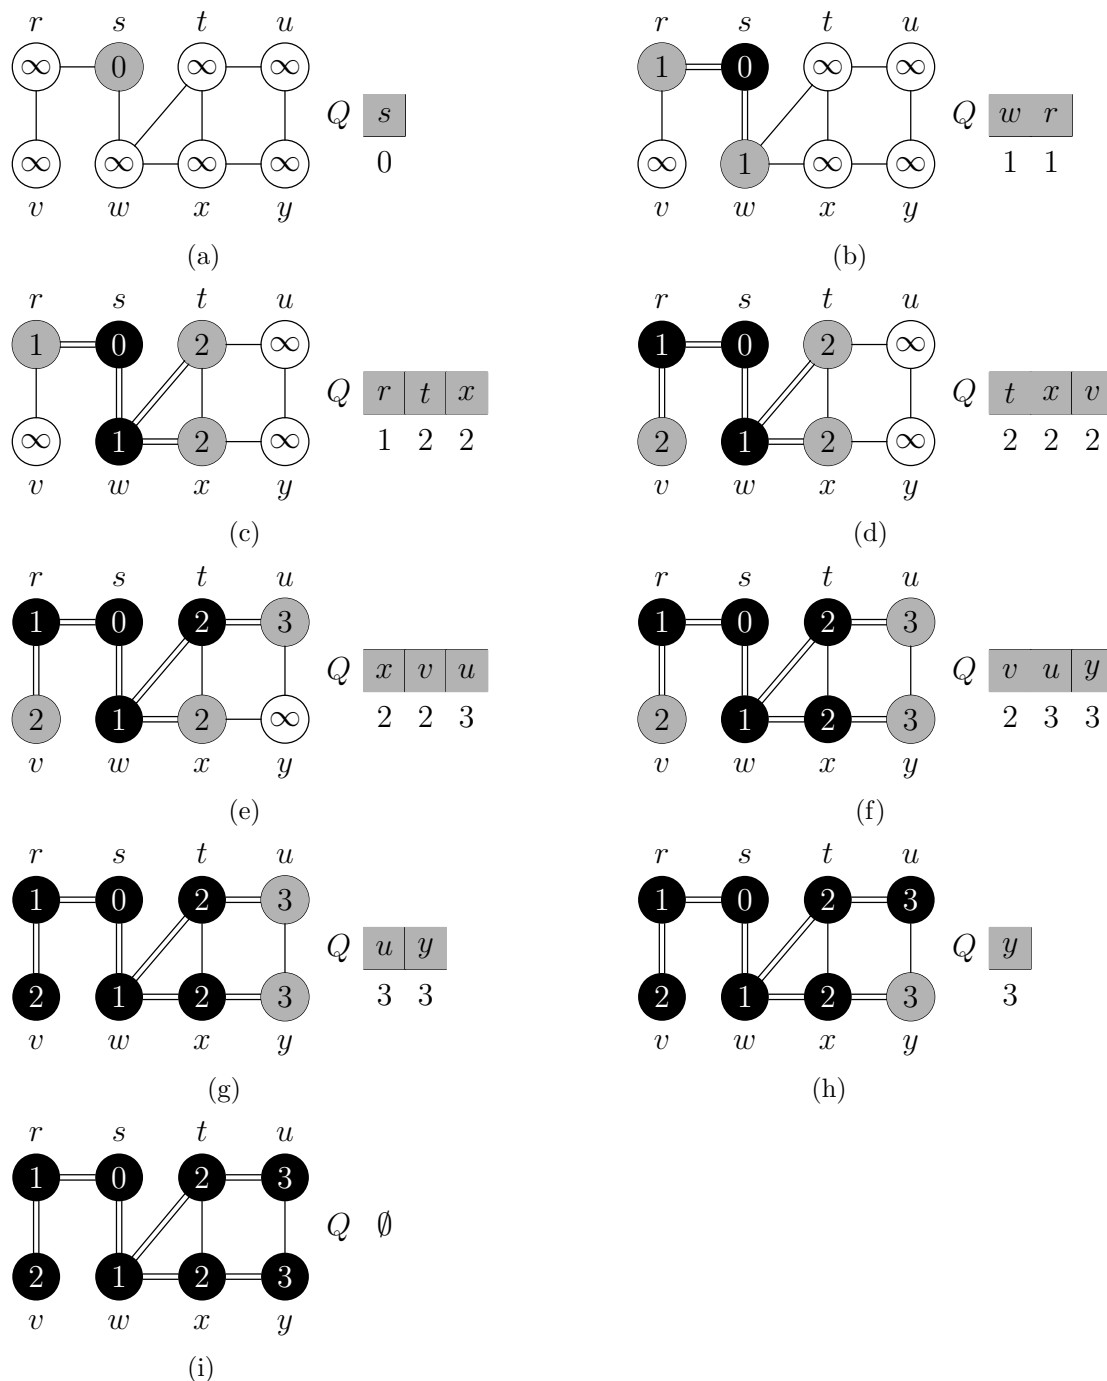 r s t u r s t u
∞ 0 ∞ ∞ 1 0 ∞ ∞
Q s Q w r
0 1 1
∞ ∞ ∞ ∞ ∞ 1 ∞ ∞
v w x y v w x y
(a) (b)
r s t u r s t u
1 0 2 ∞ 1 0 2 ∞
Q r t x Q t x v
1 2 2 2 2 2
∞ 1 2 ∞ 2 1 2 ∞
v w x y v w x y
(c) (d)
r s t u r s t u
1 0 2 3 1 0 2 3
Q x v u Q v u y
2 2 3 2 3 3
2 1 2 ∞ 2 1 2 3
v w x y v w x y
(e) (f)
r s t u r s t u
1 0 2 3 1 0 2 3
Q u y Q y
3 3 3
2 1 2 3 2 1 2 3
v w x y v w x y
(g) (h)
r s t u
1 0 2 3
Q ∅
2 1 2 3
v w x y
(i)